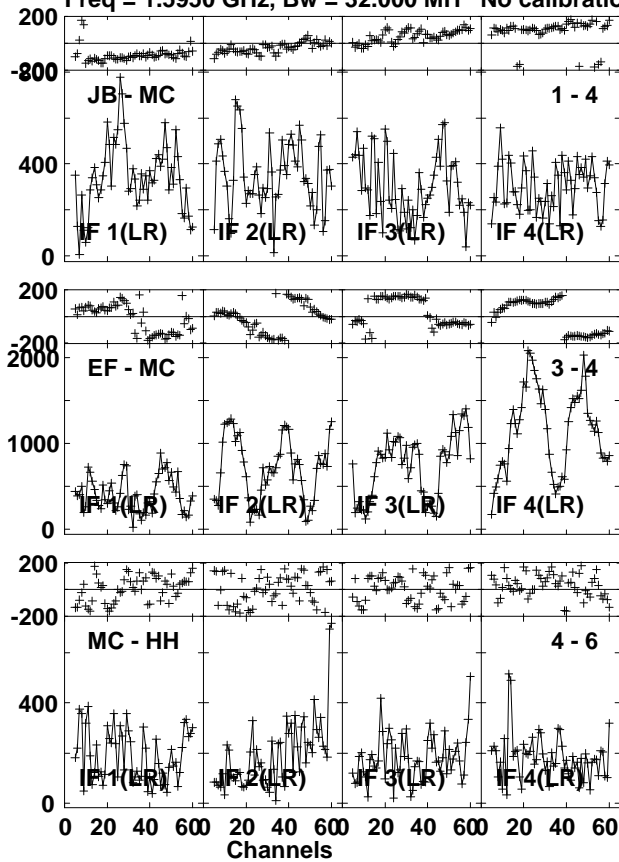 Freq = 1.5950 GHz, Bw = 32.000 MH No calibratio
200
-200
800
JB - MC 1 - 4
400
0
IF 1(LR) IF 2(LR) IF 3(LR) IF 4(LR)
200
-200
2000
EF - MC 3 - 4
1000
0
IF 1(LR) IF 2(LR) IF 3(LR) IF 4(LR)
200
-200
MC - HH 4 - 6
400
0
IF 1(LR) IF 2(LR) IF 3(LR) IF 4(LR)
0 20 40 60 0 20 40 60 0 20 40 60 0 20 40 60
Channels